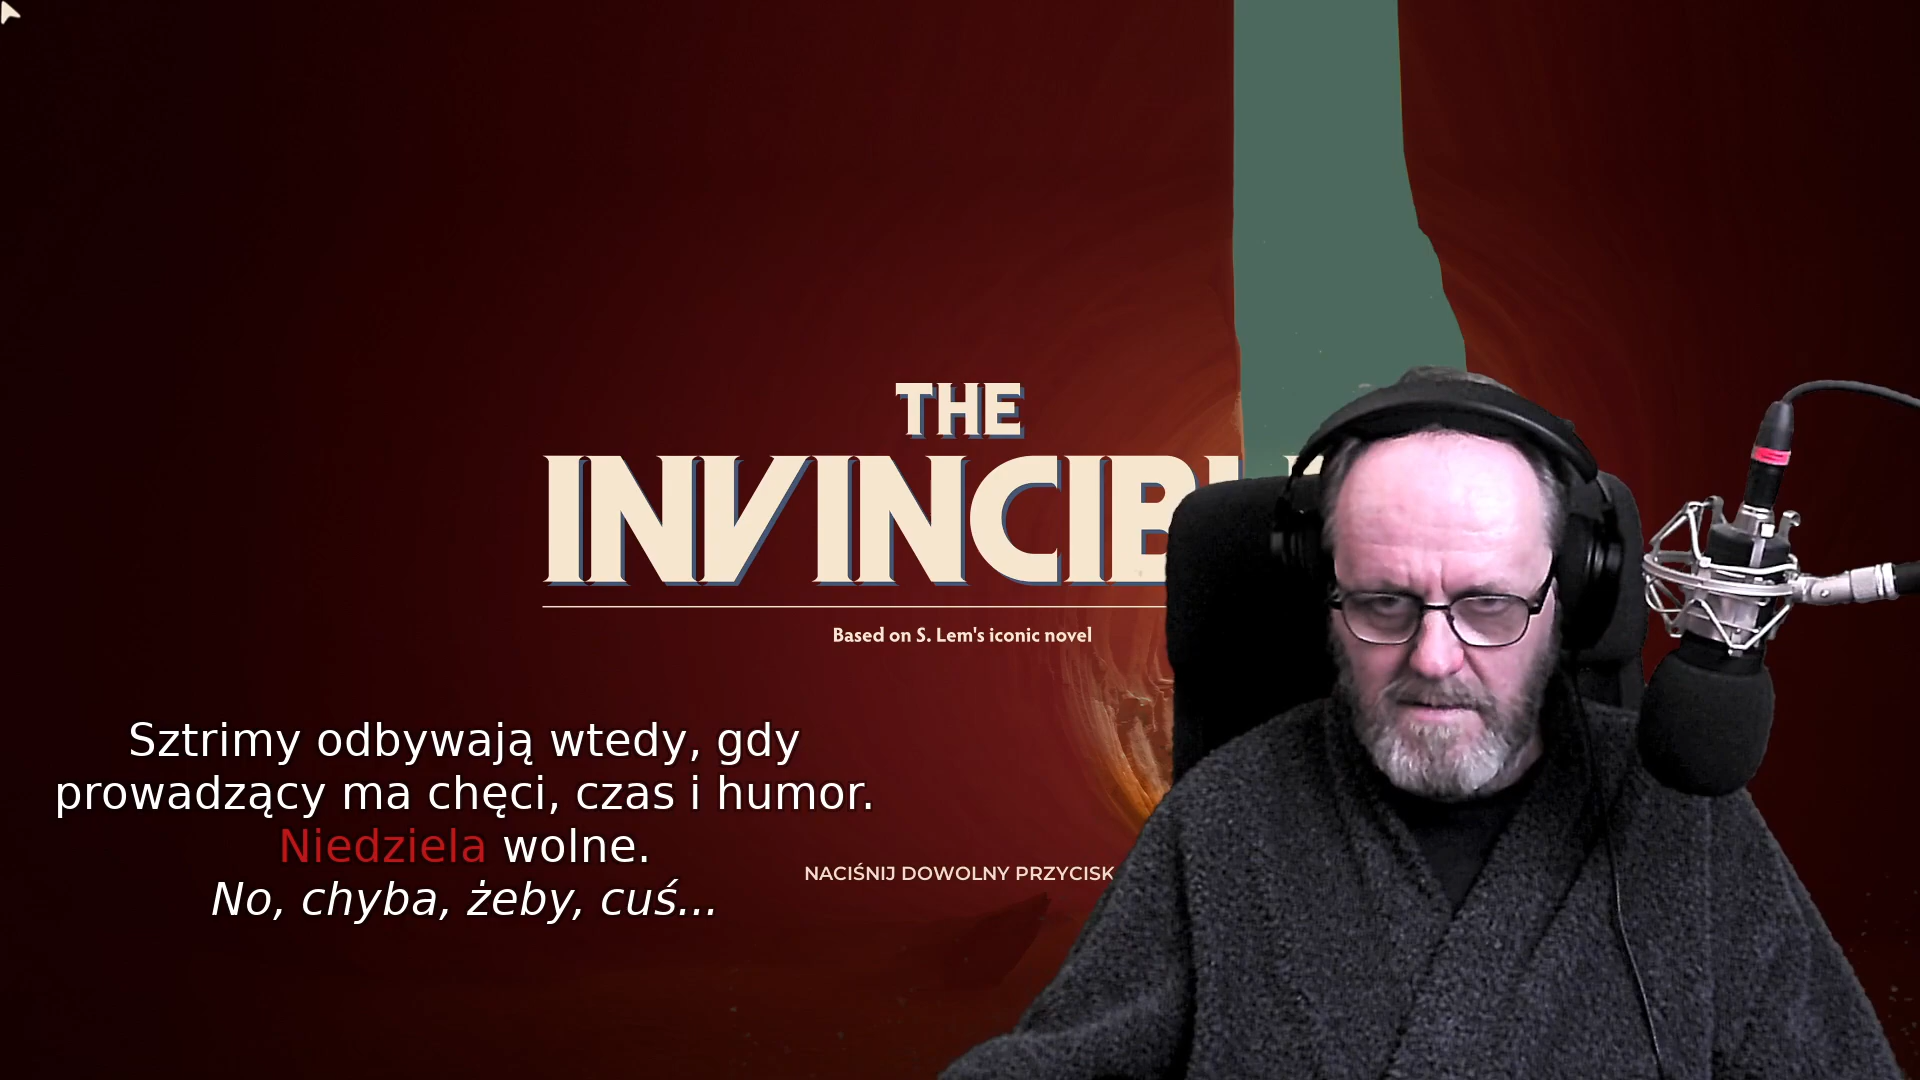 THE
INVINCIB
Based on S. Lem's iconic novel
Sztrimy odbywają wtedy, gdy
prowadzący ma chęci, czas i humor.
Niedziela wolne.
No, chyba, żeby, cuś...
NACIŚNIJ DOWOLNY PRZYCISK